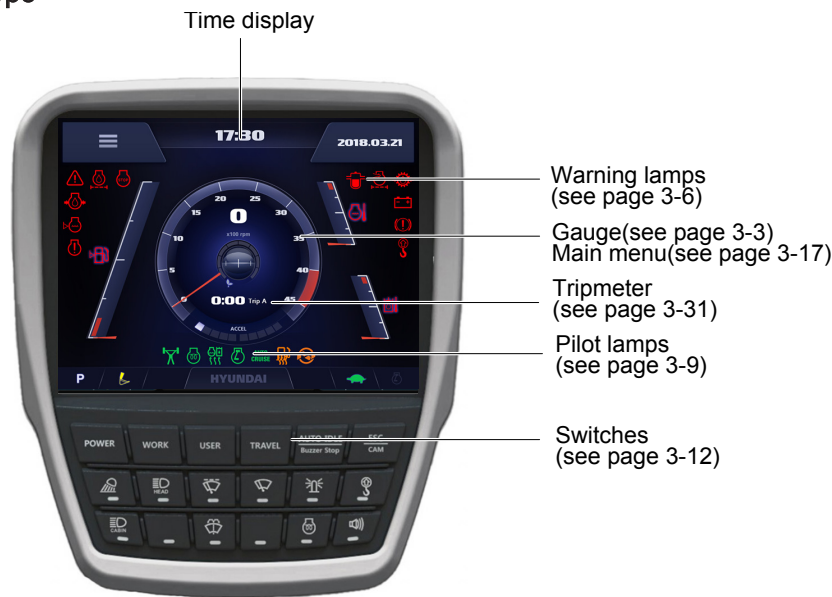 Time display
17:30
2018.03.21
Warning lamps
(see page 3-6)
Gauge(see page 3-3)
Main menu(see page 3-17)
Tripmeter
(see page 3-31)
Pilot lamps
(see page 3-9)
Switches
(see page 3-12)
0
x100 rpm
0
5
10
15
20
25
30
35
40
45
0:00 Trip A
ACCEL
CRUISE
P
HYUNDAI
POWER
WORK
USER
TRAVEL
AUTO IDLE
Buzzer Stop
ESC
CAM
HEAD
CABIN